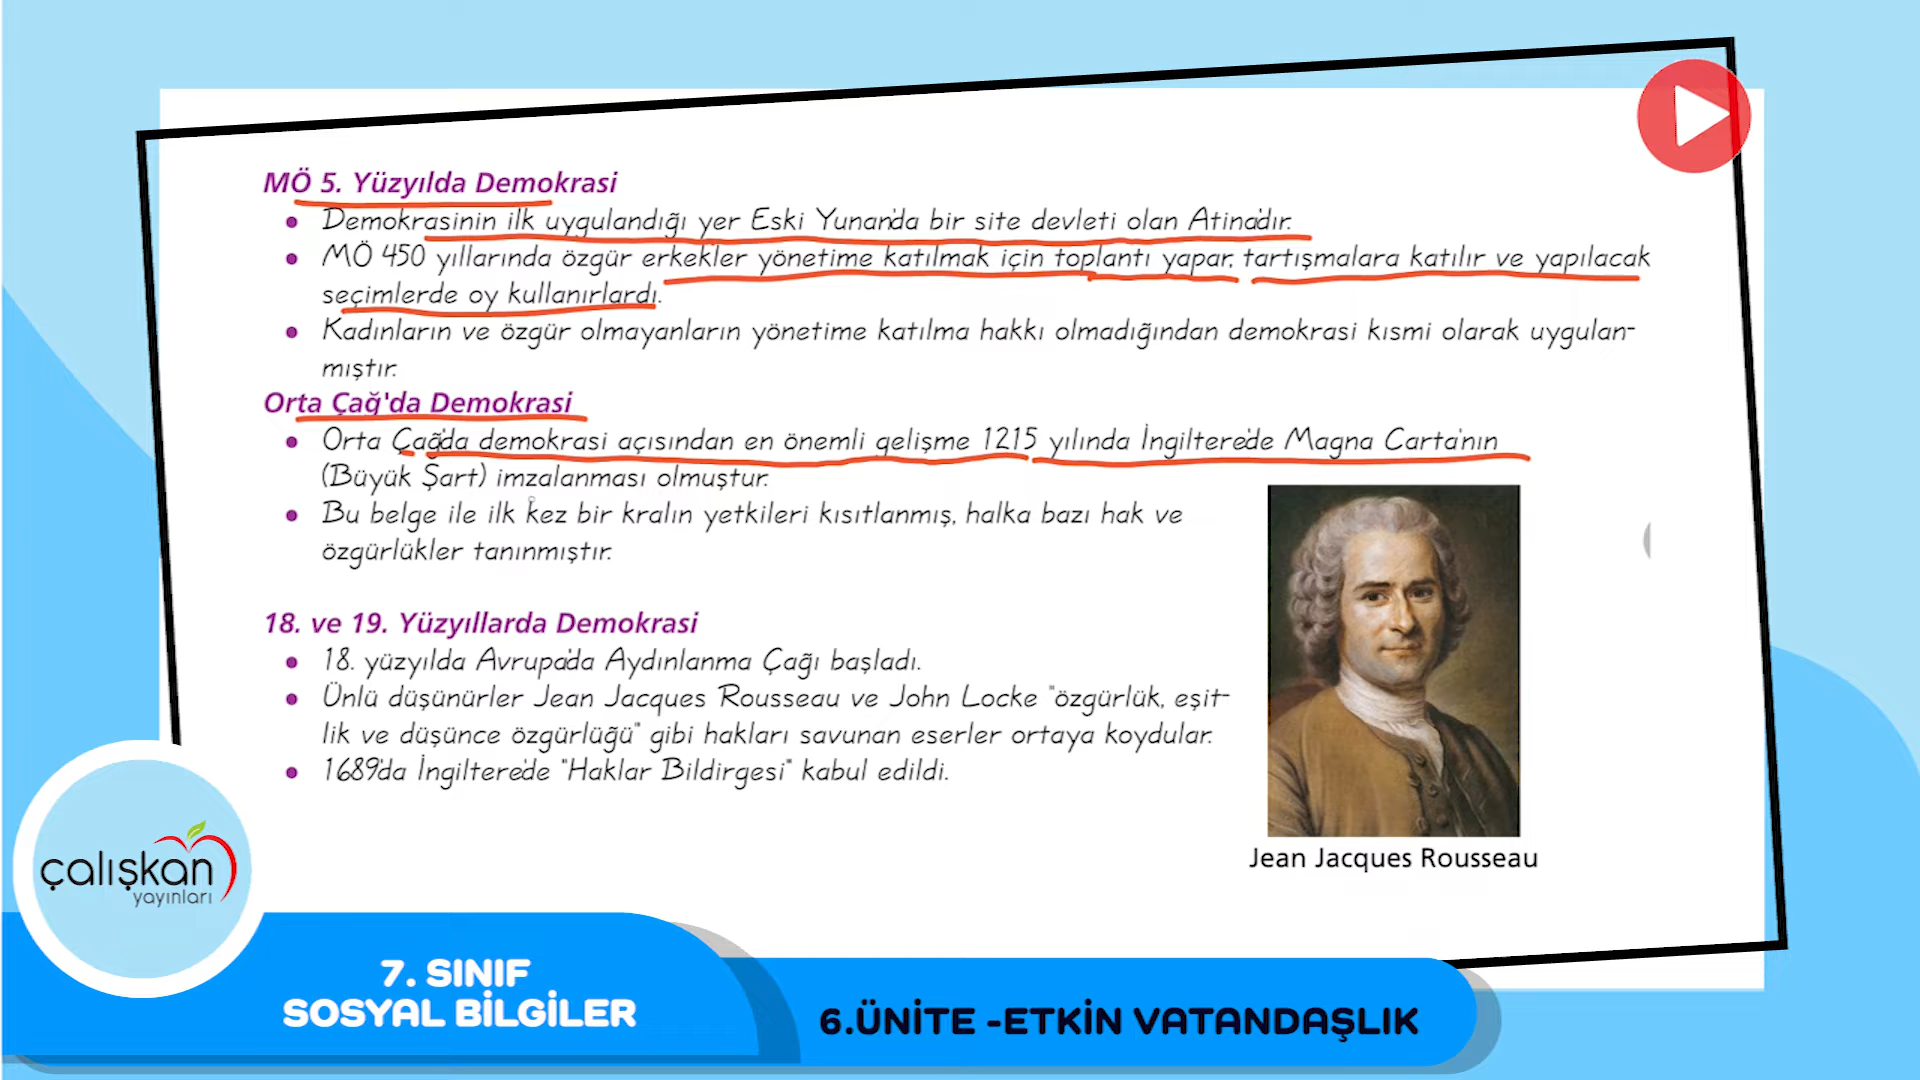 MÖ 5. Yüzyılda Demokrasi
• Demokrasinin ilk uygulandığı yer Eski Yunan'da bir site devleti olan Atina'dır.
• MÖ 450 yıllarında özgür erkekler yönetime katılmak için toplantı yapar, tartışmalara katılır ve yapılacak
seçimlerde oy kullanırlardı.
• Kadınların ve özgür olmayanların yönetime katılma hakkı olmadığından demokrasi kısmi olarak uygulan-
mıştır.
Orta Çağ'da Demokrasi
• Orta Çağ'da demokrasi açısından en önemli gelişme 1215 yılında İngiltere'de Magna Carta'nın
(Büyük Şart) imzalanması olmuştur.
• Bu belge ile ilk kez bir kralın yetkileri kısıtlanmış, halka bazı hak ve
özgürlükler tanınmıştır.
18. ve 19. Yüzyıllarda Demokrasi
• 18. yüzyılda Avrupa'da Aydınlanma Çağı başladı.
• Ünlü düşünürler Jean Jacques Rousseau ve John Locke "özgürlük, eşit-
lik ve düşünce özgürlüğü" gibi hakları savunan eserler ortaya koydular.
• 1689'da İngiltere'de "Haklar Bildirgesi" kabul edildi.
Jean Jacques Rousseau
çalışkan
yayınları
7. SINIF
SOSYAL BİLGİLER
6.ÜNİTE -ETKİN VATANDAŞLIK